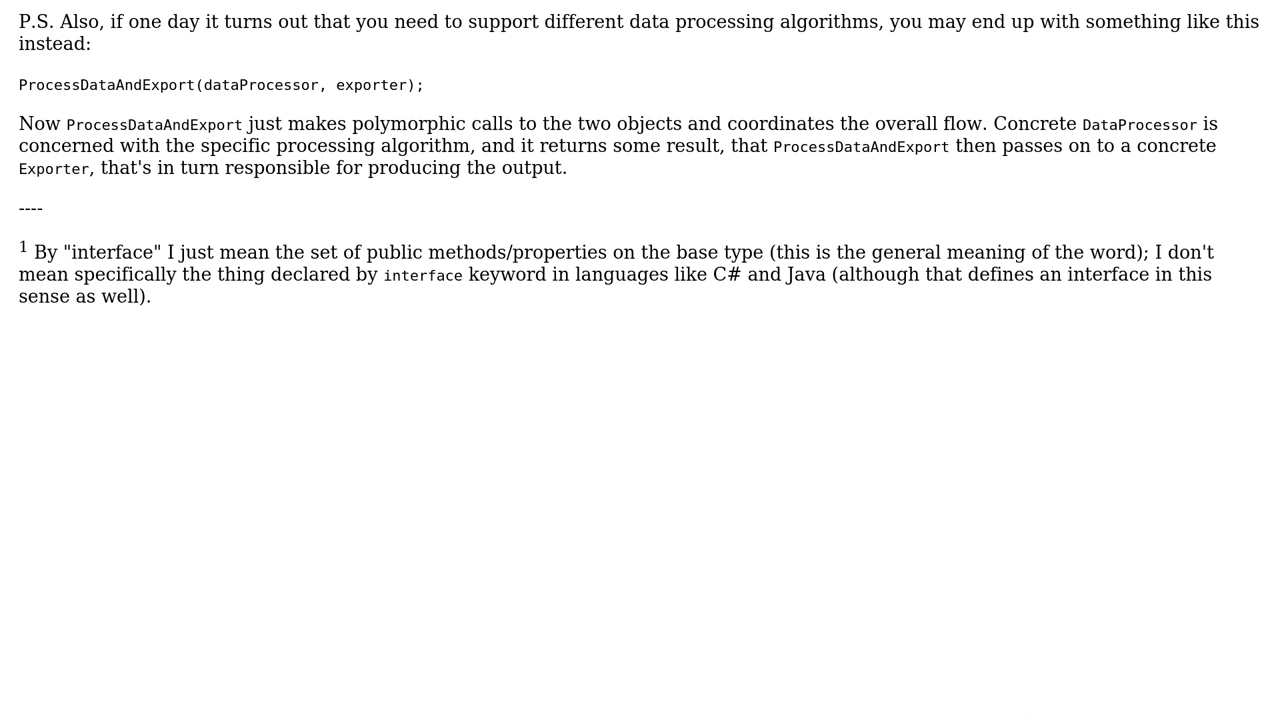 P.S. Also, if one day it turns out that you need to support different data processing algorithms, you may end up with something like this
instead:
ProcessDataAndExport(dataProcessor, exporter);
Now ProcessDataAndExport just makes polymorphic calls to the two objects and coordinates the overall flow. Concrete DataProcessor is
concerned with the specific processing algorithm, and it returns some result, that ProcessDataAndExport then passes on to a concrete
Exporter, that's in turn responsible for producing the output.
----
1 By "interface" I just mean the set of public methods/properties on the base type (this is the general meaning of the word); I don't
mean specifically the thing declared by interface keyword in languages like C# and Java (although that defines an interface in this
sense as well).